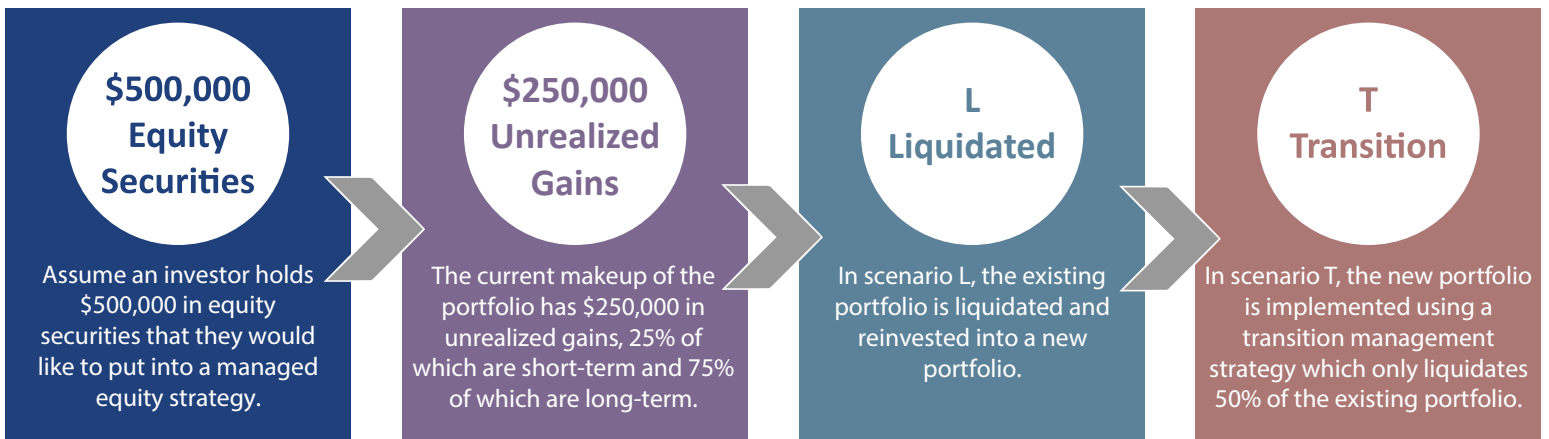 $500,000
Equity
Securities
Assume an investor holds
$500,000 in equity
securities that they would
like to put into a managed
equity strategy.
$250,000
Unrealized
Gains
The current makeup of the
portfolio has $250,000 in
unrealized gains, 25% of
which are short-term and 75%
of which are long-term.
L
Liquidated
In scenario L, the existing
portfolio is liquidated and
reinvested into a new
portfolio.
T
Transition
In scenario T, the new portfolio
is implemented using a
transition management
strategy which only liquidates
50% of the existing portfolio.